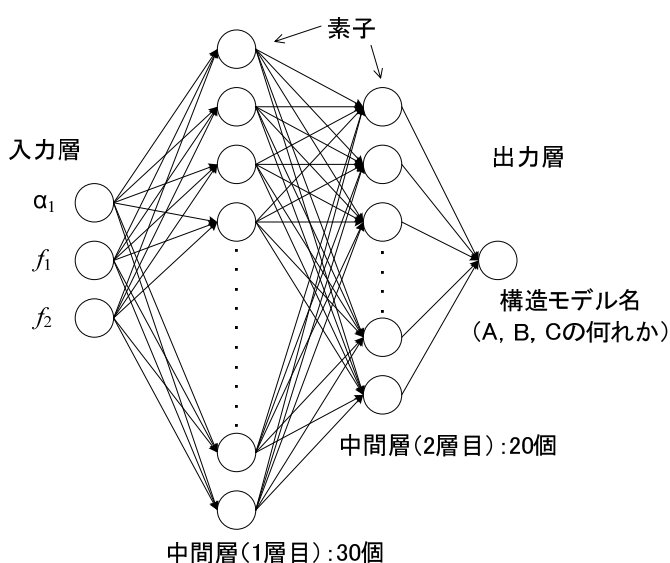 素子
入力層
出力層
α1
f1
f2
構造モデル名
(A, B, Cの何れか)
中間層(2層目):20個
中間層(1層目):30個